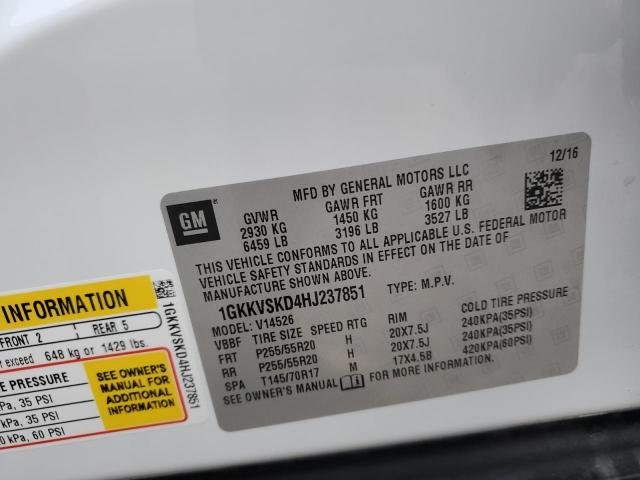 12/16
MFD BY GENERAL MOTORS LLC
GM
GVWR GAWR FRT GAWR RR
2930 KG 1450 KG 1600 KG
6459 LB 3196 LB 3527 LB
THIS VEHICLE CONFORMS TO ALL APPLICABLE U.S. FEDERAL MOTOR
VEHICLE SAFETY STANDARDS IN EFFECT ON THE DATE OF
MANUFACTURE SHOWN ABOVE.
1GKKVSKD4HJ237851 TYPE: M.P.V.
MODEL: V14526
VBBF TIRE SIZE SPEED RTG RIM COLD TIRE PRESSURE
FRT P255/55R20 H 20X7.5J 240KPA(35PSI)
RR P255/55R20 H 20X7.5J 240KPA(35PSI)
SPA T145/70R17 M 17X4.5B 420KPA(60PSI)
SEE OWNER'S MANUAL FOR MORE INFORMATION.
INFORMATION
FRONT 2 REAR 5
exceed 648 kg or 1429 lbs.
PRESSURE
kPa, 35 PSI
kPa, 35 PSI
kPa, 60 PSI
SEE OWNER'S
MANUAL FOR
ADDITIONAL
INFORMATION
1GKKVSKD4HJ237851